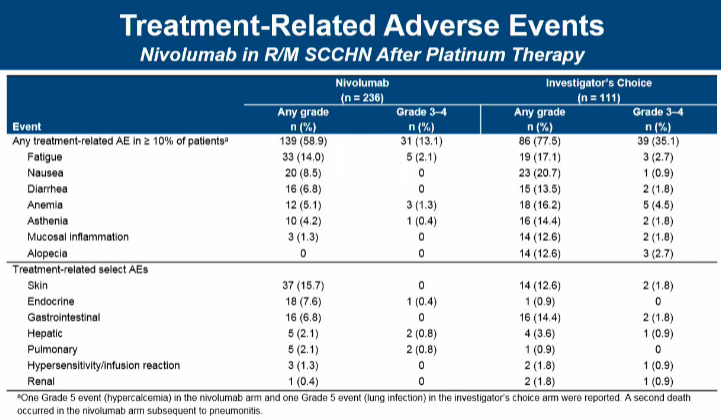 Treatment-Related Adverse Events
Nivolumab in R/M SCCHN After Platinum Therapy
Nivolumab Investigator's Choice
(n = 236) (n = 111)
Any grade Grade 3–4 Any grade Grade 3–4
Event n (%) n (%) n (%) n (%)
Any treatment-related AE in ≥ 10% of patientsª 139 (58.9) 31 (13.1) 86 (77.5) 39 (35.1)
Fatigue 33 (14.0) 5 (2.1) 19 (17.1) 3 (2.7)
Nausea 20 (8.5) 0 23 (20.7) 1 (0.9)
Diarrhea 16 (6.8) 0 15 (13.5) 2 (1.8)
Anemia 12 (5.1) 3 (1.3) 18 (16.2) 5 (4.5)
Asthenia 10 (4.2) 1 (0.4) 16 (14.4) 2 (1.8)
Mucosal inflammation 3 (1.3) 0 14 (12.6) 2 (1.8)
Alopecia 0 0 14 (12.6) 3 (2.7)
Treatment-related select AEs
Skin 37 (15.7) 0 14 (12.6) 2 (1.8)
Endocrine 18 (7.6) 1 (0.4) 1 (0.9) 0
Gastrointestinal 16 (6.8) 0 16 (14.4) 2 (1.8)
Hepatic 5 (2.1) 2 (0.8) 4 (3.6) 1 (0.9)
Pulmonary 5 (2.1) 2 (0.8) 1 (0.9) 0
Hypersensitivity/infusion reaction 3 (1.3) 0 2 (1.8) 1 (0.9)
Renal 1 (0.4) 0 2 (1.8) 1 (0.9)
ªOne Grade 5 event (hypercalcemia) in the nivolumab arm and one Grade 5 event (lung infection) in the investigator's choice arm were reported. A second death
occurred in the nivolumab arm subsequent to pneumonitis.